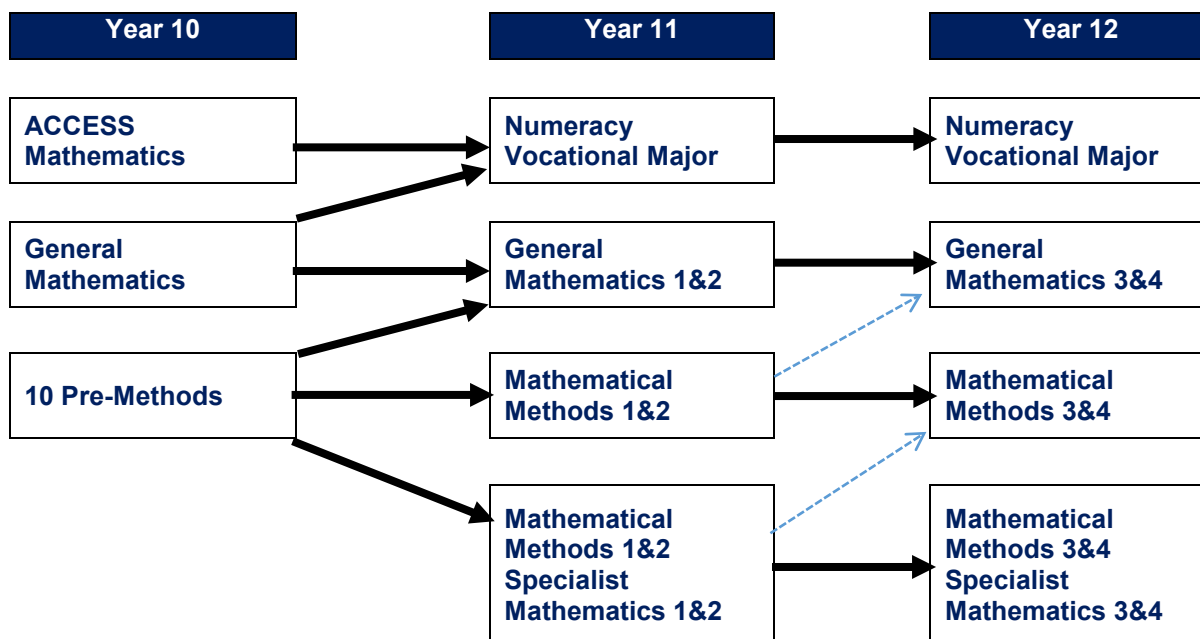 Year 10
Year 11
Year 12
ACCESS
Mathematics
Numeracy
Vocational Major
Numeracy
Vocational Major
General
Mathematics
General
Mathematics 1&2
General
Mathematics 3&4
10 Pre-Methods
Mathematical
Methods 1&2
Mathematical
Methods 3&4
Mathematical
Methods 1&2
Specialist
Mathematics 1&2
Mathematical
Methods 3&4
Specialist
Mathematics 3&4